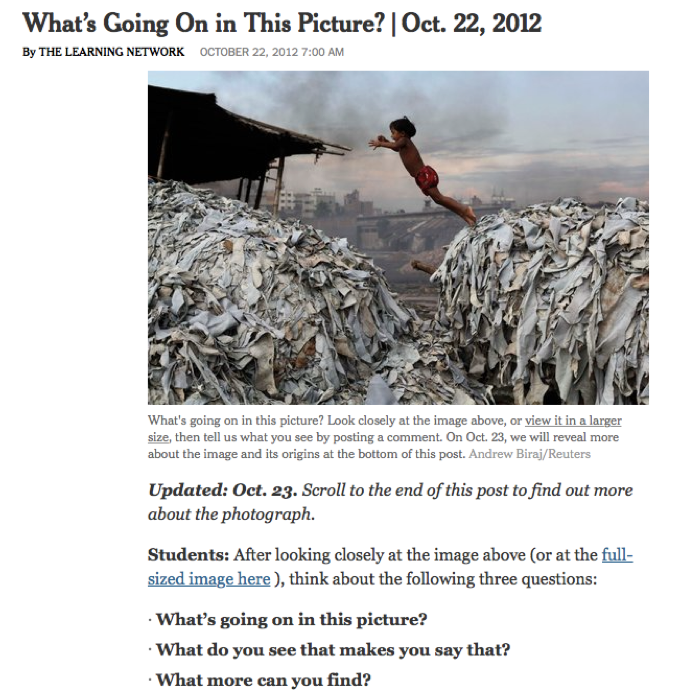 What's Going On in This Picture? | Oct. 22, 2012
By THE LEARNING NETWORK OCTOBER 22, 2012 7:00 AM
What's going on in this picture? Look closely at the image above, or view it in a larger
size, then tell us what you see by posting a comment. On Oct. 23, we will reveal more
about the image and its origins at the bottom of this post. Andrew Biraj/Reuters
Updated: Oct. 23. Scroll to the end of this post to find out more
about the photograph.
Students: After looking closely at the image above (or at the full-
sized image here ), think about the following three questions:
· What's going on in this picture?
· What do you see that makes you say that?
· What more can you find?